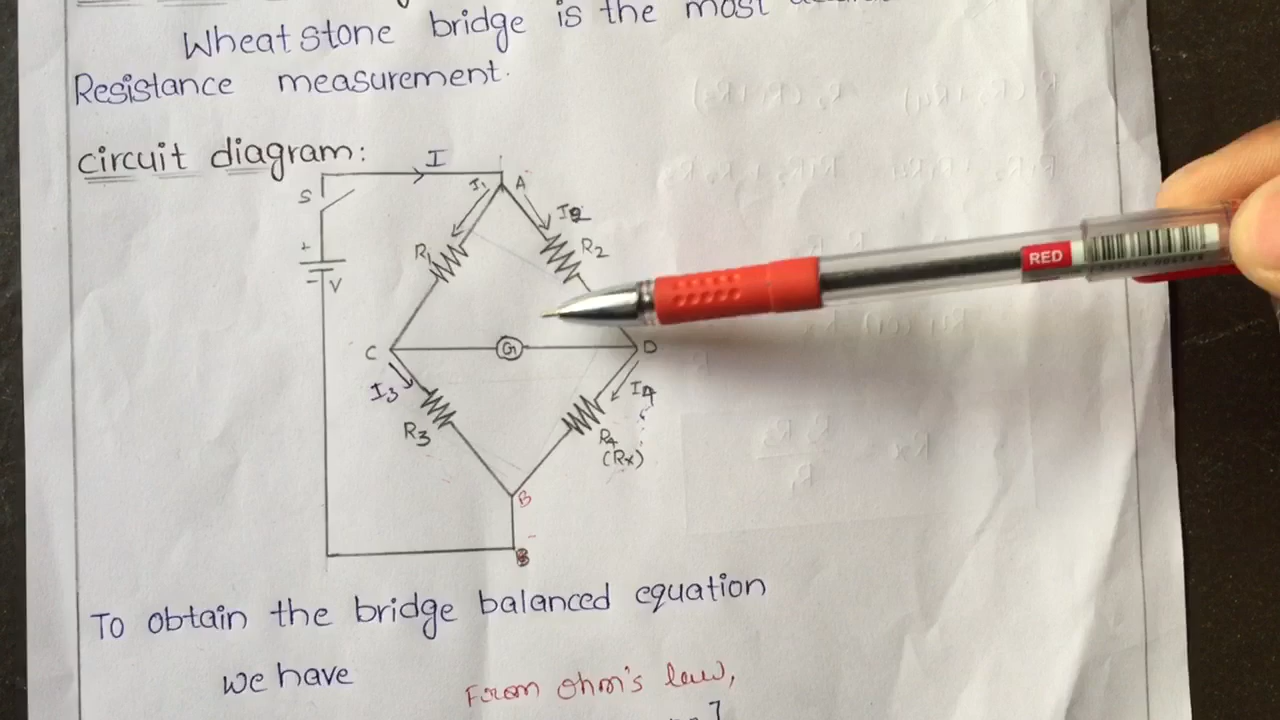 Wheatstone bridge is the most
Resistance measurement.
circuit diagram:
I
S
I1
A
I2
R1
R2
+
- V
C
G
D
I3
I4
R3
R4
(Rx)
B
-
B
To obtain the bridge balanced equation
we have
From ohm's law,
RED